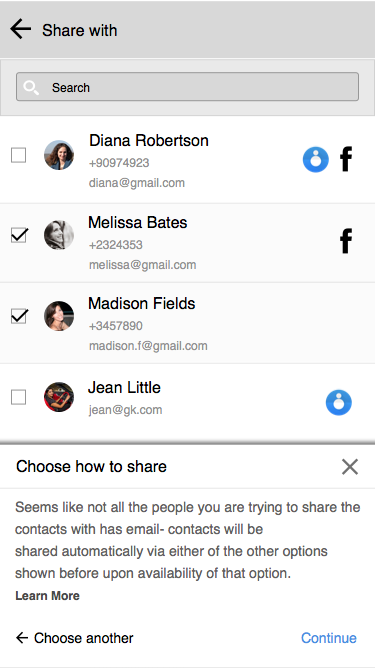 Share with
Search
Diana Robertson
+90974923
diana@gmail.com
Melissa Bates
+2324353
melissa@gmail.com
Madison Fields
+3457890
madison.f@gmail.com
Jean Little
jean@gk.com
Choose how to share
Seems like not all the people you are trying to share the
contacts with has email- contacts will be
shared automatically via either of the other options
shown before upon availability of that option.
Learn More
Choose another
Continue